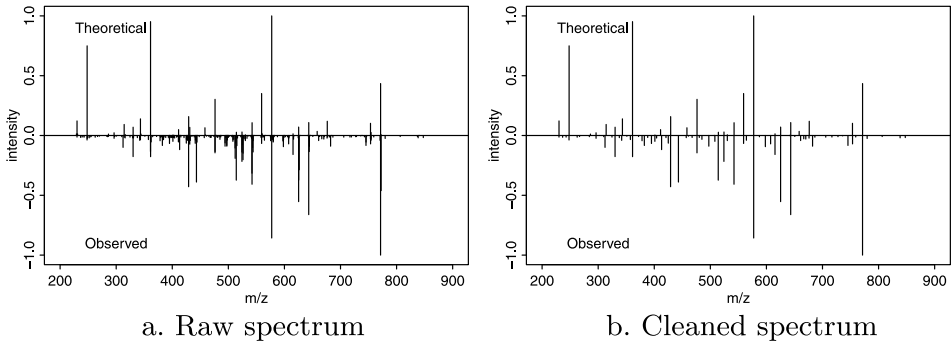 Theoretical
Observed
intensity
1.0
0.5
0.0
−0.5
−1.0
200 300 400 500 600 700 800 900
m/z
a. Raw spectrum
Theoretical
Observed
intensity
1.0
0.5
0.0
−0.5
−1.0
200 300 400 500 600 700 800 900
m/z
b. Cleaned spectrum